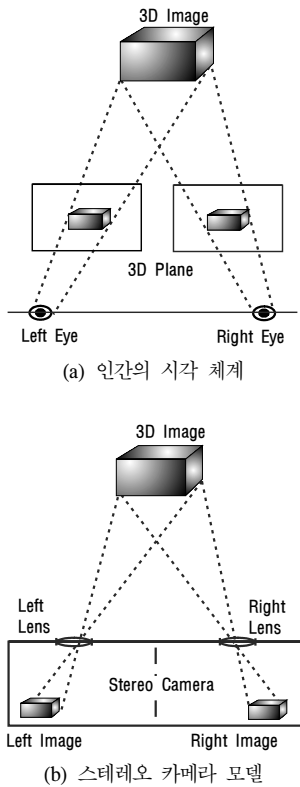 3D Image
3D Plane
Left Eye
Right Eye
(a) 인간의 시각 체계
3D Image
Left
Lens
Right
Lens
Stereo Camera
Left Image
Right Image
(b) 스테레오 카메라 모델